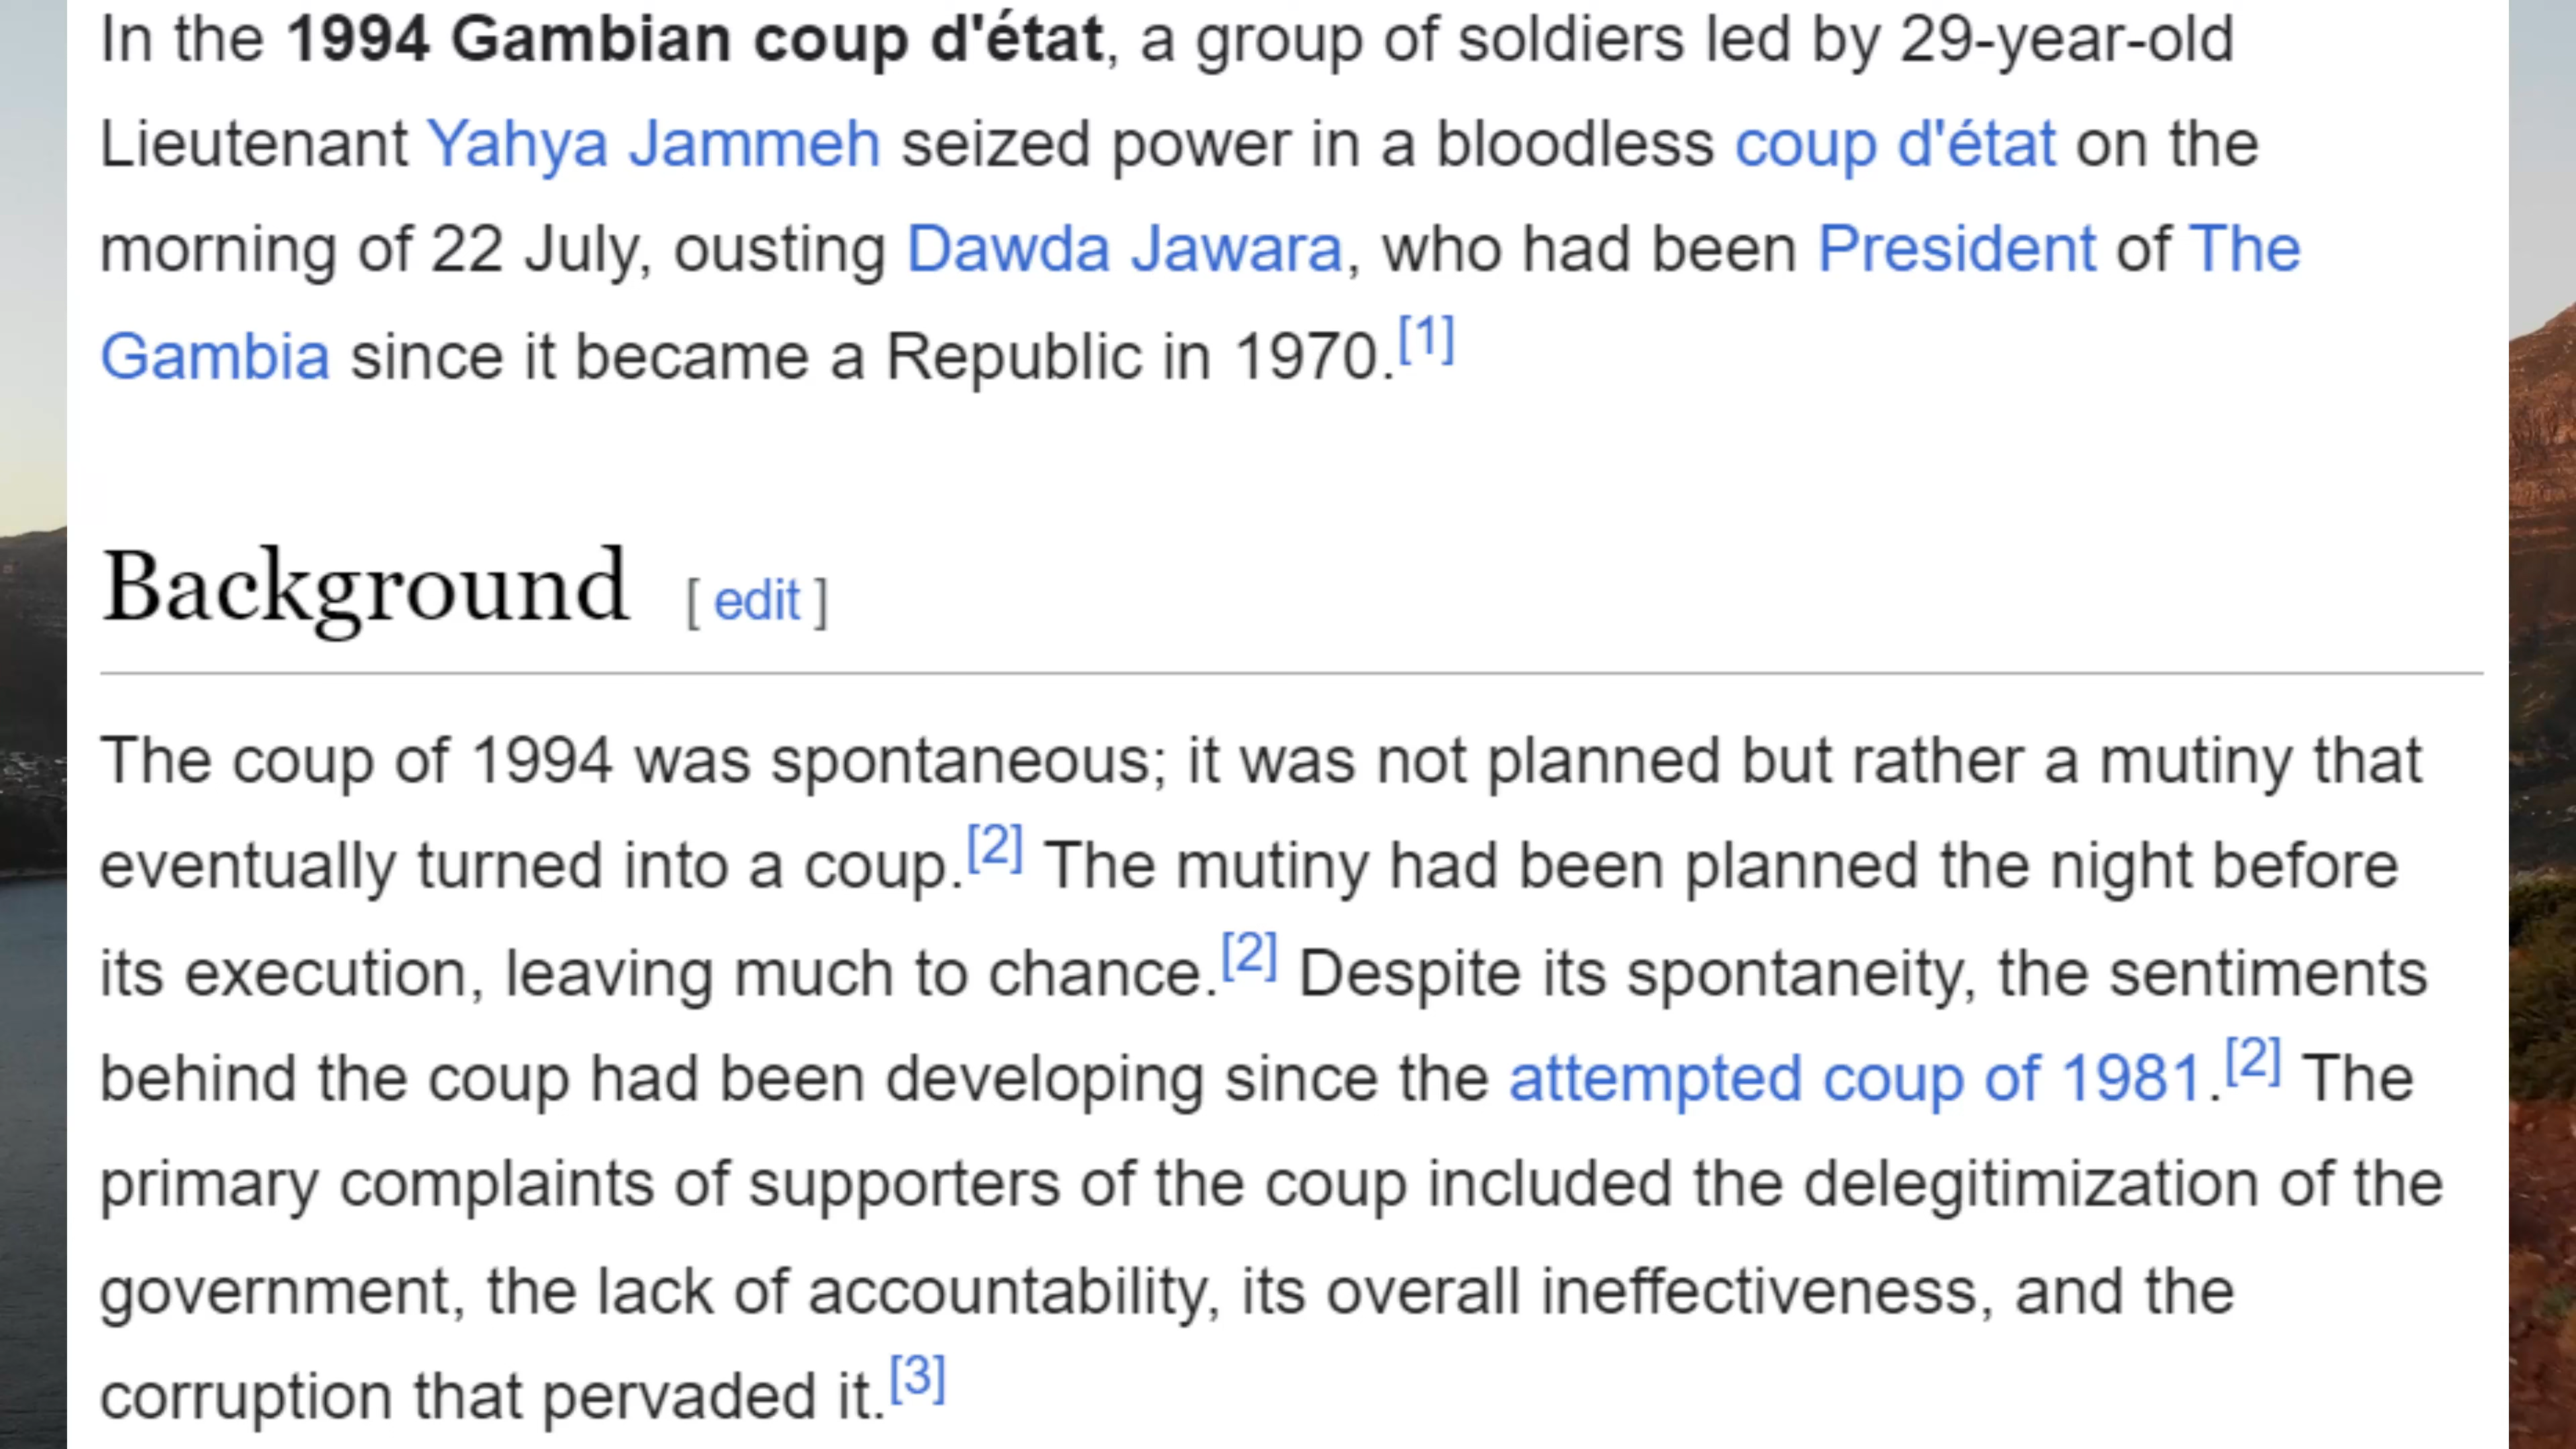 In the 1994 Gambian coup d'état, a group of soldiers led by 29-year-old
Lieutenant Yahya Jammeh seized power in a bloodless coup d'état on the
morning of 22 July, ousting Dawda Jawara, who had been President of The
Gambia since it became a Republic in 1970.[1]
Background [ edit ]
The coup of 1994 was spontaneous; it was not planned but rather a mutiny that
eventually turned into a coup.[2] The mutiny had been planned the night before
its execution, leaving much to chance.[2] Despite its spontaneity, the sentiments
behind the coup had been developing since the attempted coup of 1981.[2] The
primary complaints of supporters of the coup included the delegitimization of the
government, the lack of accountability, its overall ineffectiveness, and the
corruption that pervaded it.[3]